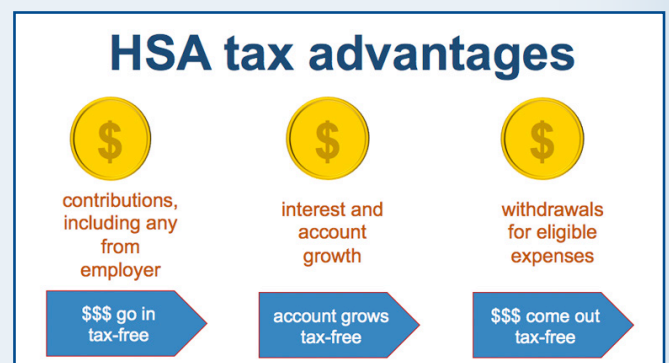 HSA tax advantages
$
$
$
contributions,
including any
from
employer
interest and
account
growth
withdrawals
for eligible
expenses
$$$ go in
tax-free
account grows
tax-free
$$$ come out
tax-free